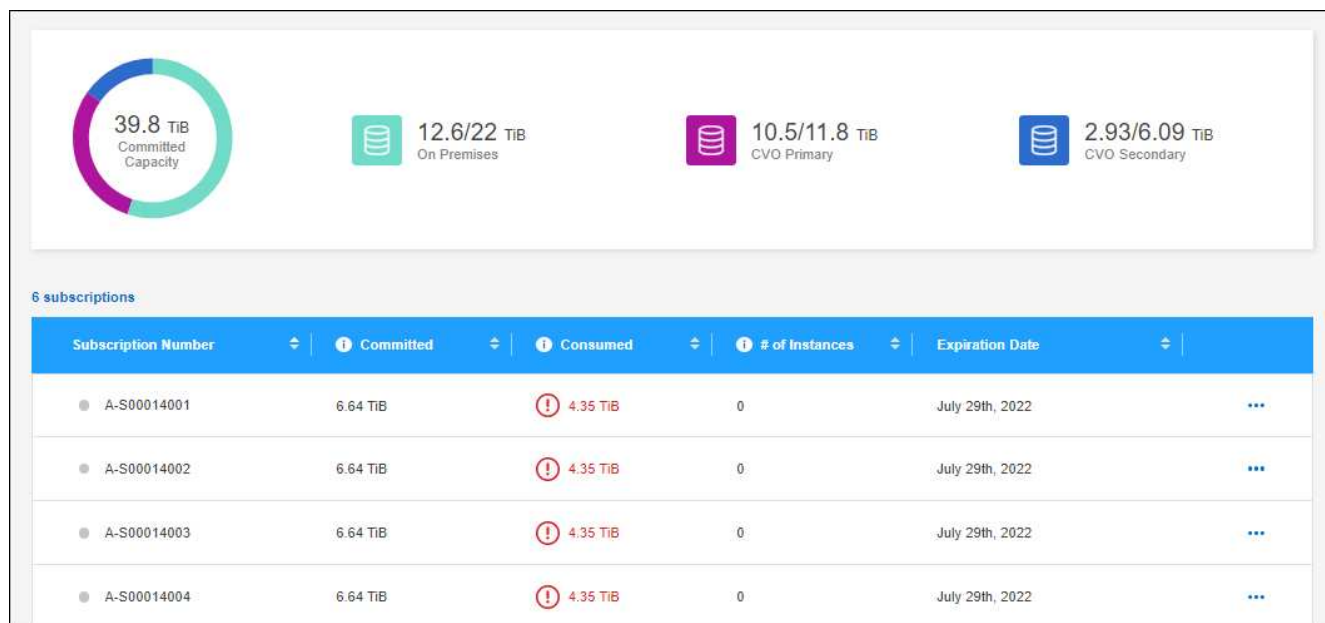 39.8 TiB
Committed
Capacity
12.6/22 TiB
On Premises
10.5/11.8 TiB
CVO Primary
2.93/6.09 TiB
CVO Secondary
6 subscriptions
Subscription Number Committed Consumed # of Instances Expiration Date
A-S00014001 6.64 TiB 4.35 TiB 0 July 29th, 2022
A-S00014002 6.64 TiB 4.35 TiB 0 July 29th, 2022
A-S00014003 6.64 TiB 4.35 TiB 0 July 29th, 2022
A-S00014004 6.64 TiB 4.35 TiB 0 July 29th, 2022